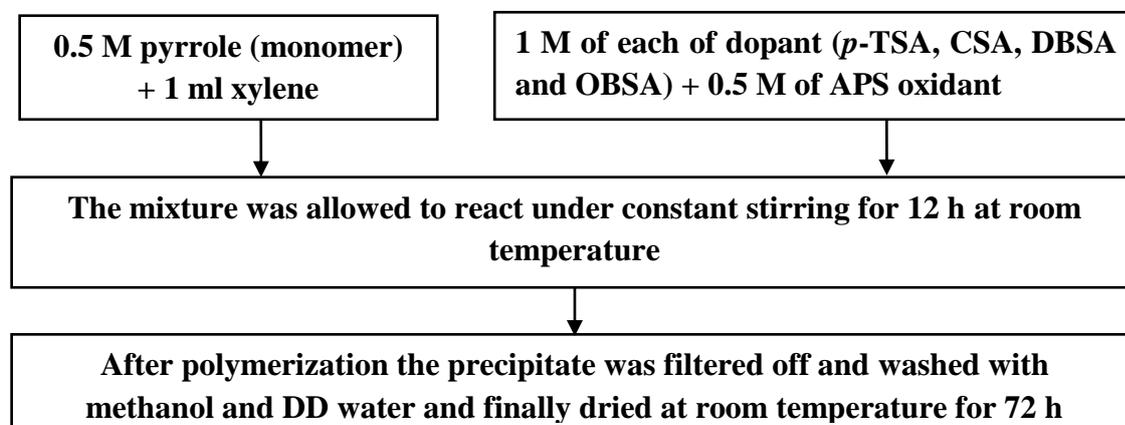 0.5 M pyrrole (monomer)
+ 1 ml xylene
1 M of each of dopant (p-TSA, CSA, DBSA
and OBSA) + 0.5 M of APS oxidant
The mixture was allowed to react under constant stirring for 12 h at room
temperature
After polymerization the precipitate was filtered off and washed with
methanol and DD water and finally dried at room temperature for 72 h